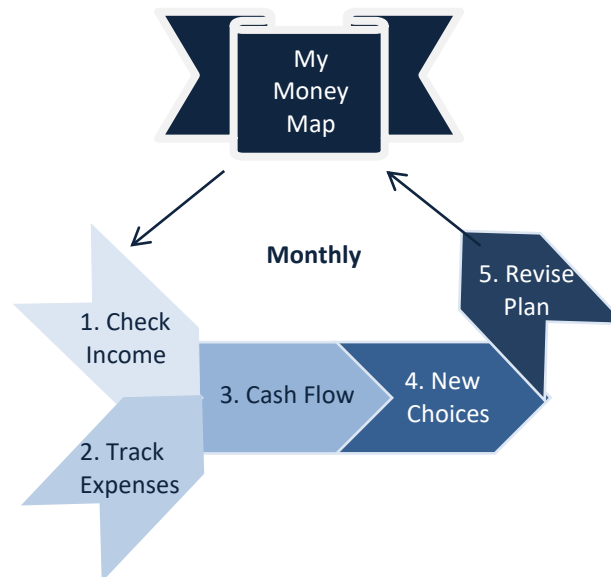 My
Money
Map
Monthly
1. Check
Income
2. Track
Expenses
3. Cash Flow
4. New
Choices
5. Revise
Plan